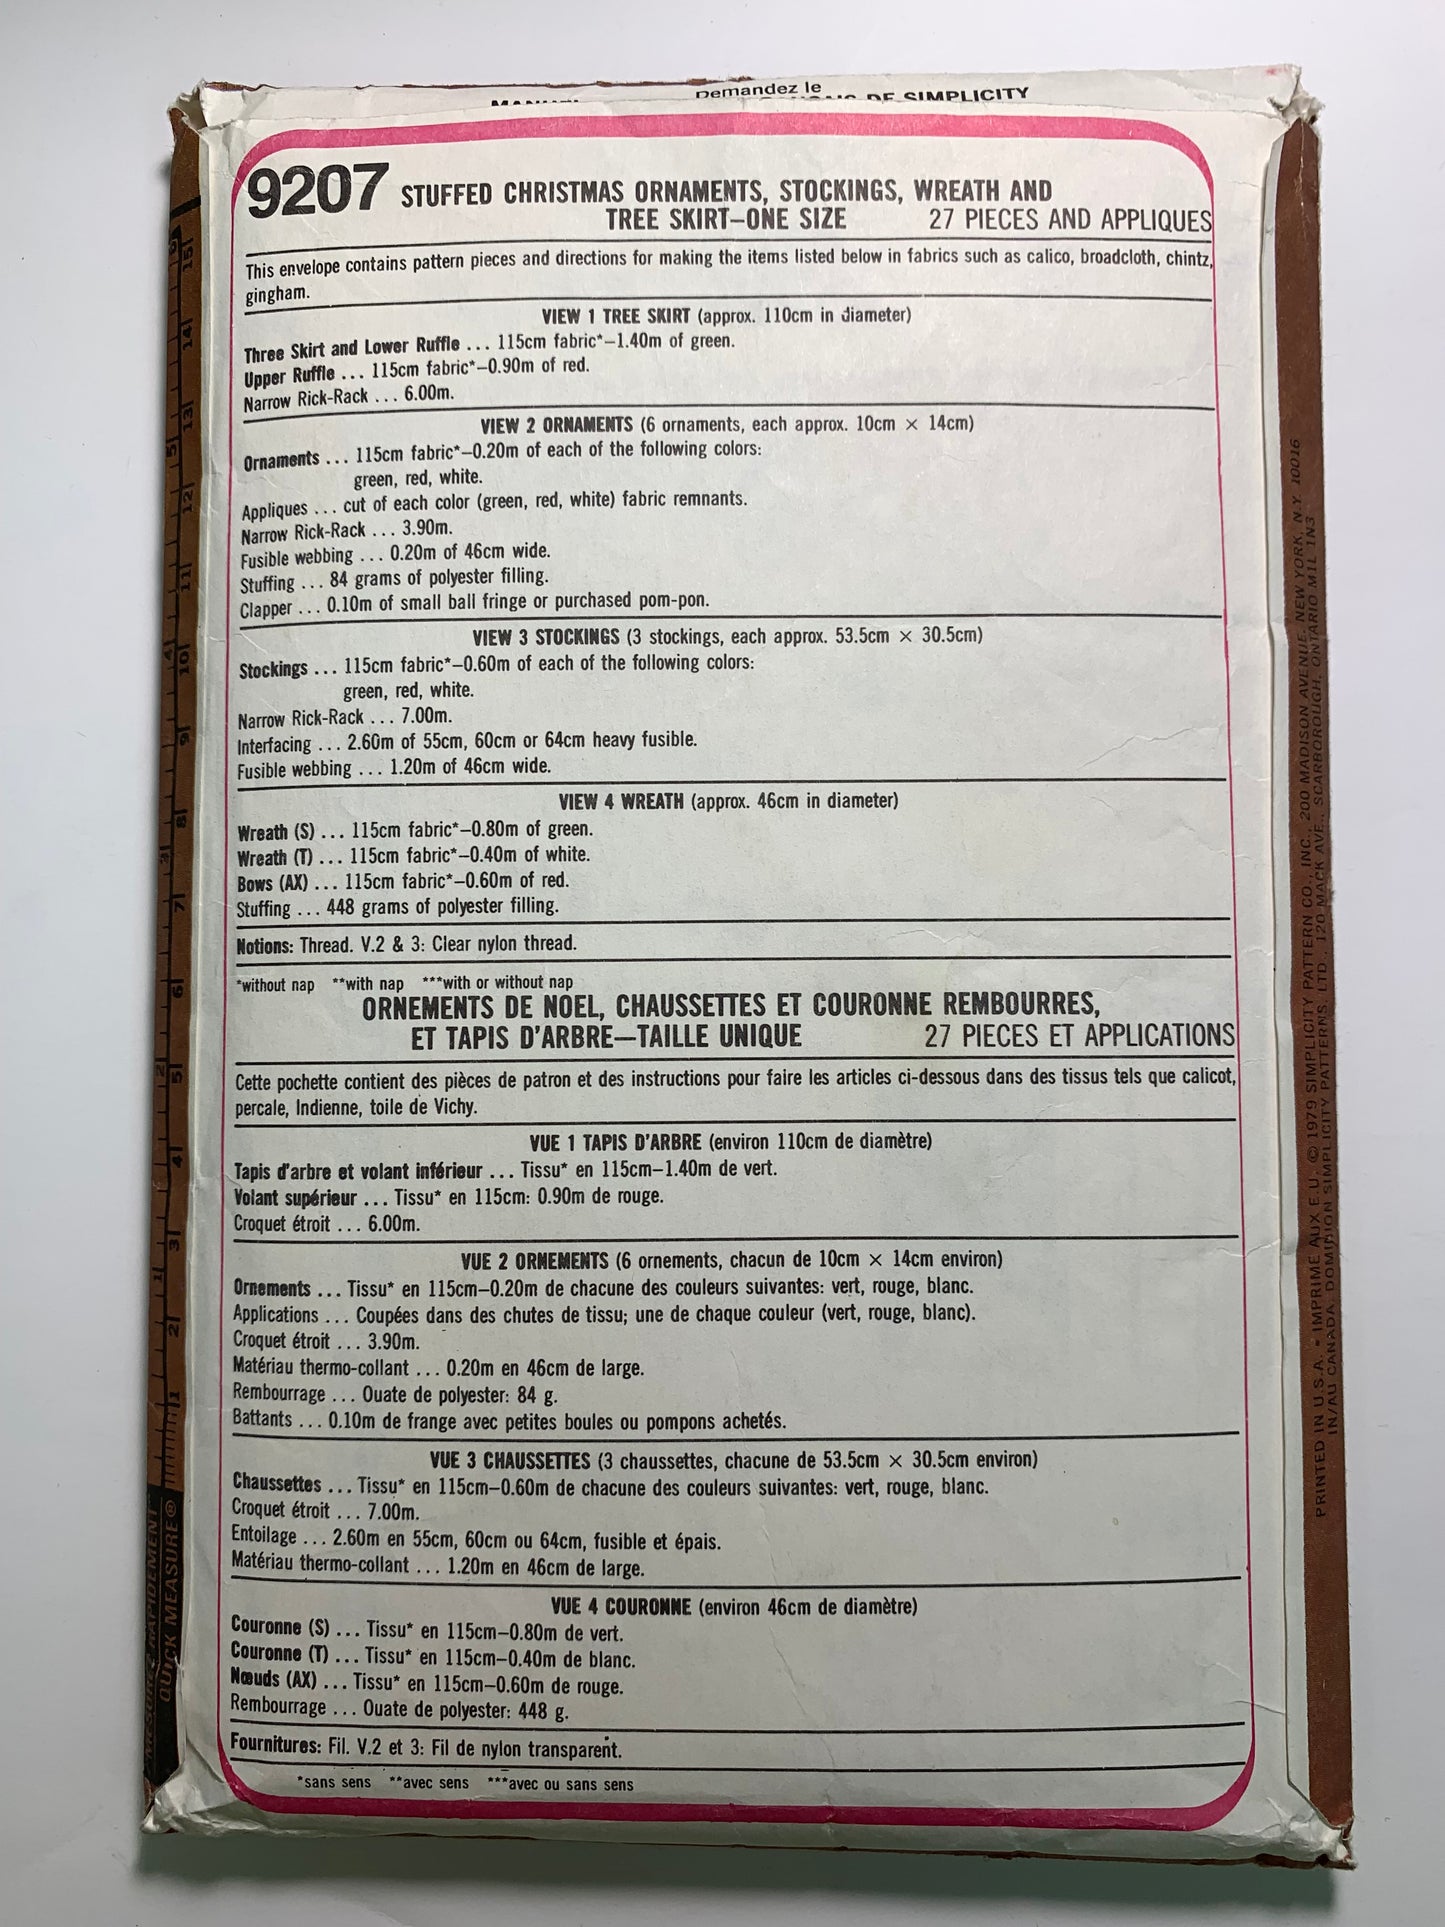 Demandez le
DE SIMPLICITY
9207 STUFFED CHRISTMAS ORNAMENTS, STOCKINGS, WREATH AND
TREE SKIRT—ONE SIZE 27 PIECES AND APPLIQUES
This envelope contains pattern pieces and directions for making the items listed below in fabrics such as calico, broadcloth, chintz,
gingham.
VIEW 1 TREE SKIRT (approx. 110cm in diameter)
Three Skirt and Lower Ruffle ... 115cm fabric*—1.40m of green.
Upper Ruffle ... 115cm fabric*—0.90m of red.
Narrow Rick-Rack ... 6.00m.
VIEW 2 ORNAMENTS (6 ornaments, each approx. 10cm × 14cm)
Ornaments ... 115cm fabric*—0.20m of each of the following colors:
green, red, white.
Appliques ... cut of each color (green, red, white) fabric remnants.
Narrow Rick-Rack ... 3.90m.
Fusible webbing ... 0.20m of 46cm wide.
Stuffing ... 84 grams of polyester filling.
Clapper ... 0.10m of small ball fringe or purchased pom-pon.
VIEW 3 STOCKINGS (3 stockings, each approx. 53.5cm × 30.5cm)
Stockings ... 115cm fabric*—0.60m of each of the following colors:
green, red, white.
Narrow Rick-Rack ... 7.00m.
Interfacing ... 2.60m of 55cm, 60cm or 64cm heavy fusible.
Fusible webbing ... 1.20m of 46cm wide.
VIEW 4 WREATH (approx. 46cm in diameter)
Wreath (S) ... 115cm fabric*—0.80m of green.
Wreath (T) ... 115cm fabric*—0.40m of white.
Bows (AX) ... 115cm fabric*—0.60m of red.
Stuffing ... 448 grams of polyester filling.
Notions: Thread. V.2 & 3: Clear nylon thread.
*without nap **with nap ***with or without nap
ORNEMENTS DE NOEL, CHAUSSETTES ET COURONNE REMBOURRES,
ET TAPIS D'ARBRE—TAILLE UNIQUE 27 PIECES ET APPLICATIONS
Cette pochette contient des pièces de patron et des instructions pour faire les articles ci-dessous dans des tissus tels que calicot,
percale, Indienne, toile de Vichy.
VUE 1 TAPIS D'ARBRE (environ 110cm de diamètre)
Tapis d'arbre et volant inférieur ... Tissu* en 115cm—1.40m de vert.
Volant supérieur ... Tissu* en 115cm: 0.90m de rouge.
Croquet étroit ... 6.00m.
VUE 2 ORNEMENTS (6 ornements, chacun de 10cm × 14cm environ)
Ornements ... Tissu* en 115cm—0.20m de chacune des couleurs suivantes: vert, rouge, blanc.
Applications ... Coupées dans des chutes de tissu; une de chaque couleur (vert, rouge, blanc).
Croquet étroit ... 3.90m.
Matériau thermo-collant ... 0.20m en 46cm de large.
Rembourrage ... Ouate de polyester: 84 g.
Battants ... 0.10m de frange avec petites boules ou pompons achetés.
VUE 3 CHAUSSETTES (3 chaussettes, chacune de 53.5cm × 30.5cm environ)
Chaussettes ... Tissu* en 115cm—0.60m de chacune des couleurs suivantes: vert, rouge, blanc.
Croquet étroit ... 7.00m.
Entoilage ... 2.60m en 55cm, 60cm ou 64cm, fusible et épais.
Matériau thermo-collant ... 1.20m en 46cm de large.
VUE 4 COURONNE (environ 46cm de diamètre)
Couronne (S) ... Tissu* en 115cm—0.80m de vert.
Couronne (T) ... Tissu* en 115cm—0.40m de blanc.
Nœuds (AX) ... Tissu* en 115cm—0.60m de rouge.
Rembourrage ... Ouate de polyester: 448 g.
Fournitures: Fil. V.2 et 3: Fil de nylon transparent.
*sans sens **avec sens ***avec ou sans sens
PRINTED IN U.S.A. • IMPRIME AUX E.U. © 1979 SIMPLICITY PATTERN CO., INC., 200 MADISON AVENUE, NEW YORK, N.Y. 10016
IN/AU CANADA, DOMINION SIMPLICITY PATTERNS, LTD., 120 MACK AVE., SCARBOROUGH, ONTARIO M1L 1N3
MESUREZ RAPIDEMENT
QUICK MEASURE®
1 2 3 4 5 6 7 8 9 10 11 12 13 14 15
1 2 3 4 5 6